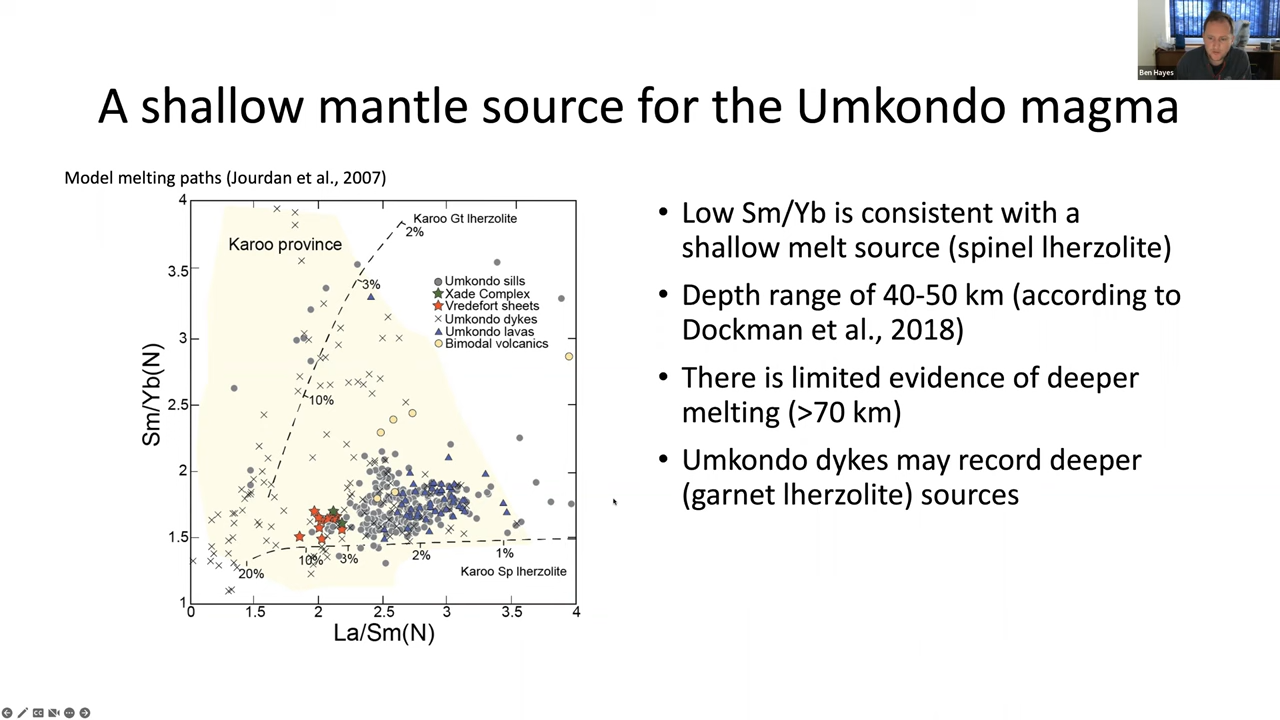 Ben Hayes
A shallow mantle source for the Umkondo magma
Model melting paths (Jourdan et al., 2007)
4
3.5
3
2.5
2
1.5
1
Sm/Yb(N)
Karoo province
Karoo Gt lherzolite
2%
3%
10%
Umkondo sills
Xade Complex
Vredefort sheets
Umkondo dykes
Umkondo lavas
Bimodal volcanics
20%
10%
3%
2%
1%
Karoo Sp lherzolite
0
1.5
2
2.5
3
3.5
4
La/Sm(N)
• Low Sm/Yb is consistent with a
shallow melt source (spinel lherzolite)
• Depth range of 40-50 km (according to
Dockman et al., 2018)
• There is limited evidence of deeper
melting (>70 km)
• Umkondo dykes may record deeper
(garnet lherzolite) sources